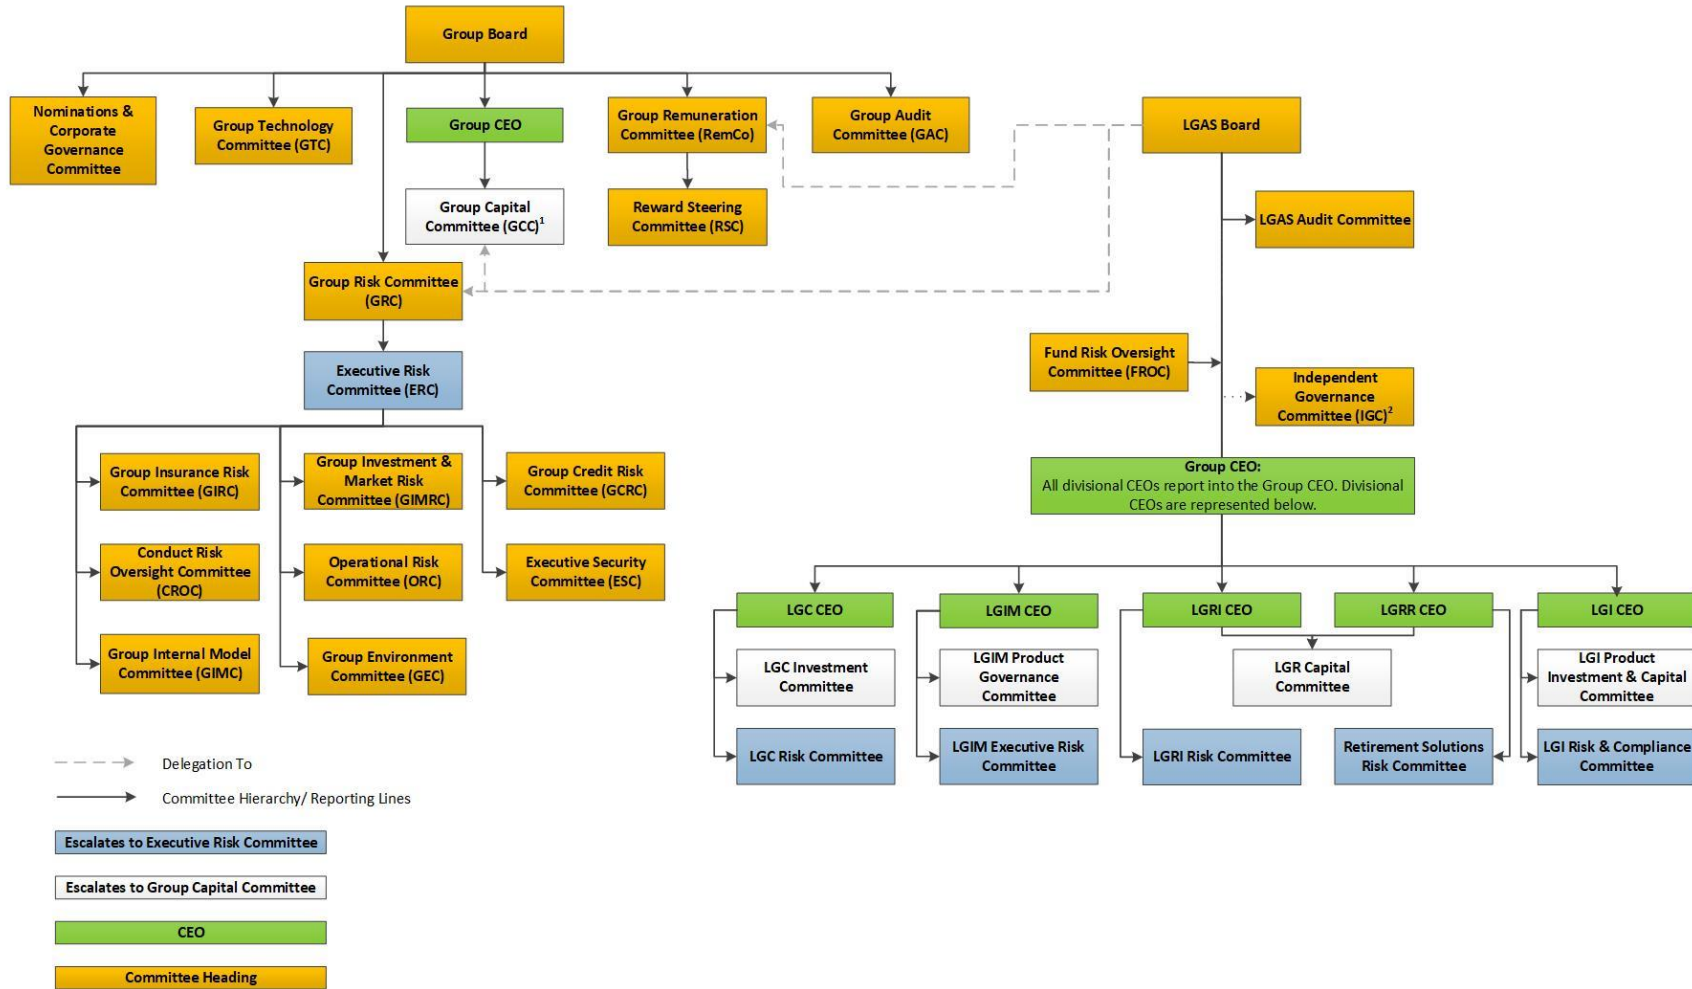 Group Board
Nominations &
Corporate
Governance
Committee
Group Technology
Committee (GTC)
Group CEO
Group Remuneration
Committee (RemCo)
Group Audit
Committee (GAC)
LGAS Board
Group Capital
Committee (GCC)¹
Reward Steering
Committee (RSC)
LGAS Audit Committee
Group Risk Committee
(GRC)
Executive Risk
Committee (ERC)
Fund Risk Oversight
Committee (FROC)
Independent
Governance
Committee (IGC)²
Group Insurance Risk
Committee (GIRC)
Group Investment &
Market Risk
Committee (GIMRC)
Group Credit Risk
Committee (GCRC)
Group CEO:
All divisional CEOs report into the Group CEO. Divisional
CEOs are represented below.
Conduct Risk
Oversight Committee
(CROC)
Operational Risk
Committee (ORC)
Executive Security
Committee (ESC)
LGC CEO
LGIM CEO
LGRI CEO
LGRR CEO
LGI CEO
Group Internal Model
Committee (GIMC)
Group Environment
Committee (GEC)
LGC Investment
Committee
LGIM Product
Governance
Committee
LGR Capital
Committee
LGI Product
Investment & Capital
Committee
LGC Risk Committee
LGIM Executive Risk
Committee
LGRI Risk Committee
Retirement Solutions
Risk Committee
LGI Risk & Compliance
Committee
Delegation To
Committee Hierarchy/ Reporting Lines
Escalates to Executive Risk Committee
Escalates to Group Capital Committee
CEO
Committee Heading